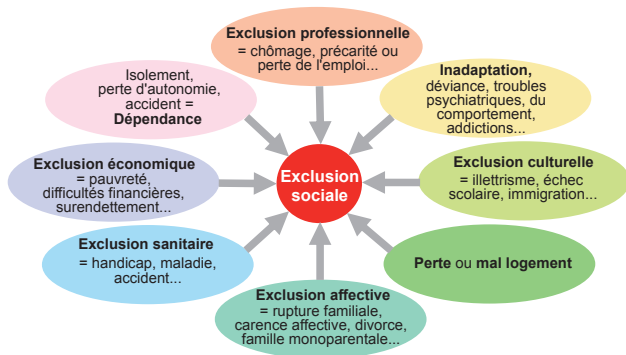 Exclusion professionnelle
= chômage, précarité ou
perte de l'emploi...
Isolement,
perte d'autonomie,
accident =
Dépendance
Inadaptation,
déviance, troubles
psychiatriques, du
comportement,
addictions...
Exclusion économique
= pauvreté,
difficultés financières,
surendettement...
Exclusion
sociale
Exclusion culturelle
= illettrisme, échec
scolaire, immigration...
Exclusion sanitaire
= handicap, maladie,
accident...
Perte ou mal logement
Exclusion affective
= rupture familiale,
carence affective, divorce,
famille monoparentale...